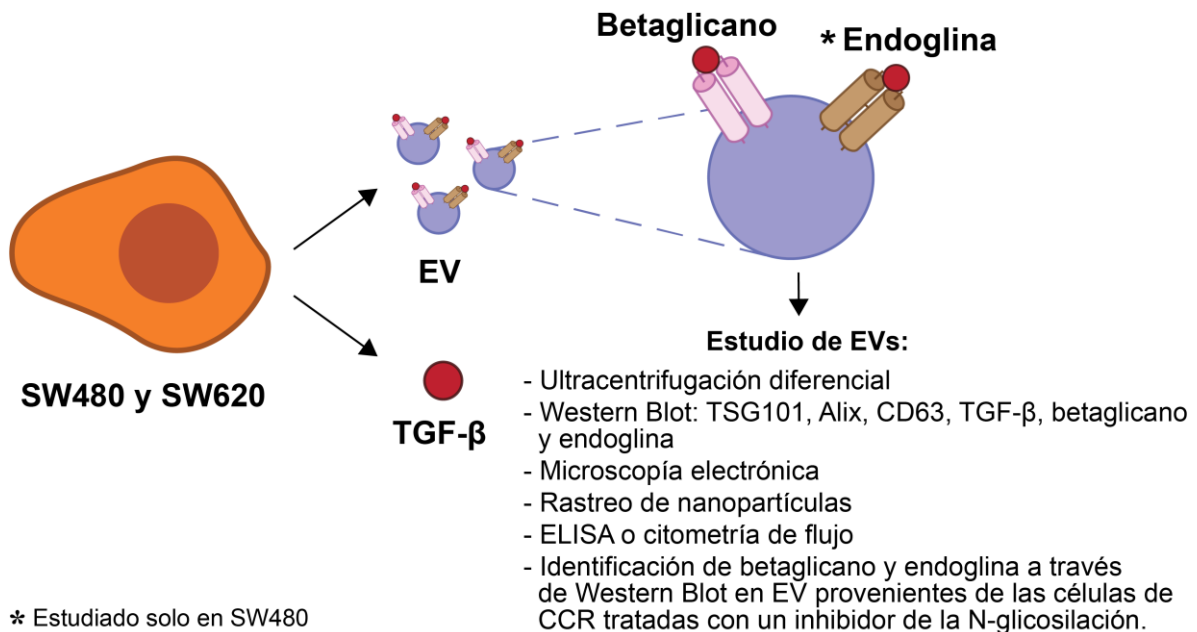 Betaglicano
* Endoglina
EV
SW480 y SW620
TGF-β
Estudio de EVs:
- Ultracentrifugación diferencial
- Western Blot: TSG101, Alix, CD63, TGF-β, betaglicano
y endoglina
- Microscopía electrónica
- Rastreo de nanopartículas
- ELISA o citometría de flujo
- Identificación de betaglicano y endoglina a través
de Western Blot en EV provenientes de las células de
CCR tratadas con un inhibidor de la N-glicosilación.
* Estudiado solo en SW480